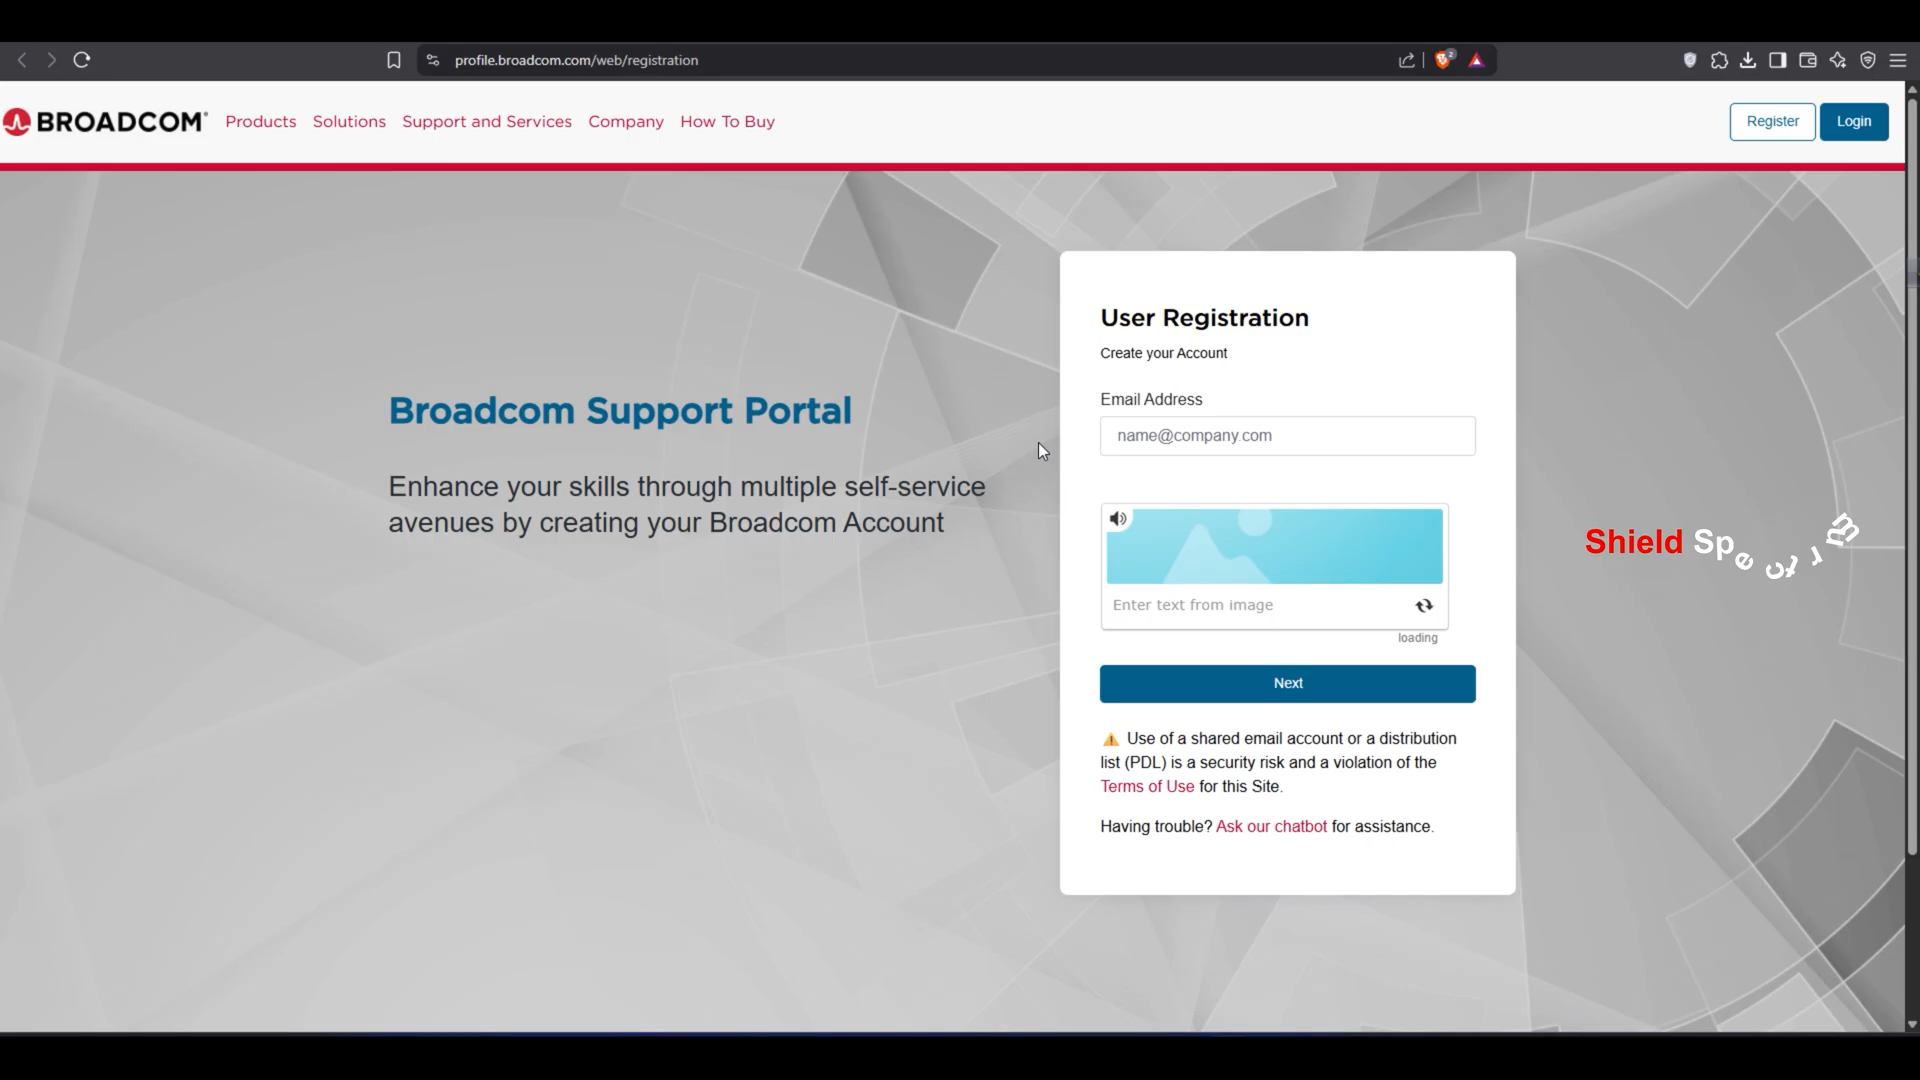 profile.broadcom.com/web/registration
2
BROADCOM
Products Solutions Support and Services Company How To Buy
Register Login
Broadcom Support Portal
Enhance your skills through multiple self-service
avenues by creating your Broadcom Account
User Registration
Create your Account
Email Address
name@company.com
Enter text from image
loading
Next
Use of a shared email account or a distribution
list (PDL) is a security risk and a violation of the
Terms of Use for this Site.
Having trouble? Ask our chatbot for assistance.
Shield Spectrum